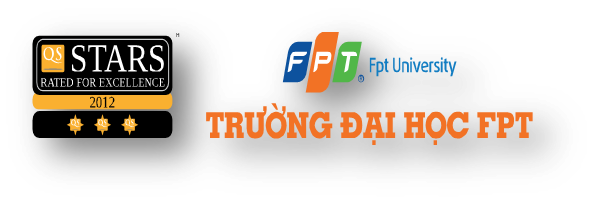 QS STARS
RATED FOR EXCELLENCE
2012
FPT Fpt University
TRƯỜNG ĐẠI HỌC FPT